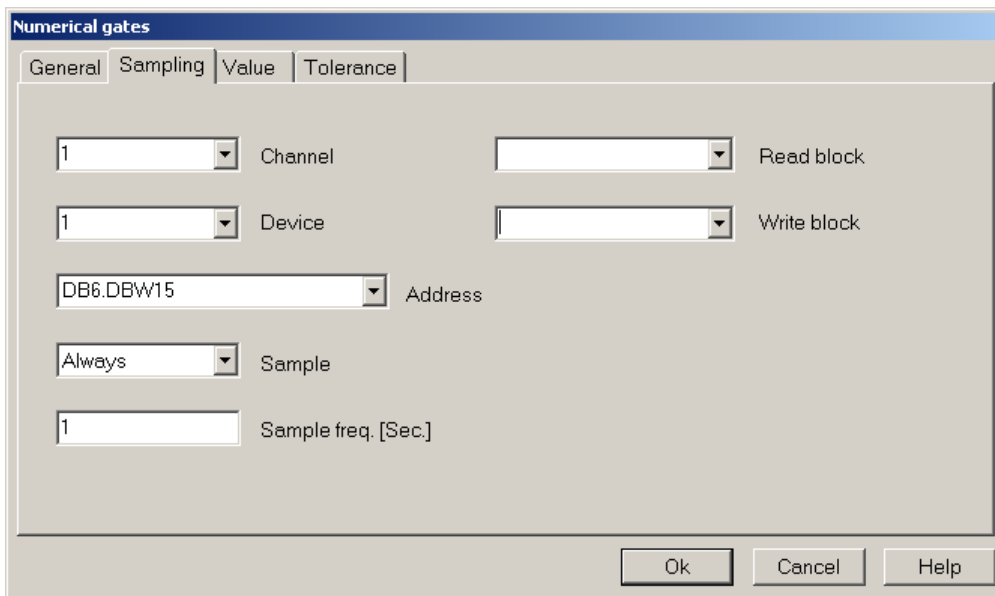 Numerical gates
General Sampling Value Tolerance
1 Channel Read block
1 Device Write block
DB6.DBW15 Address
Always Sample
1 Sample freq. [Sec.]
Ok Cancel Help